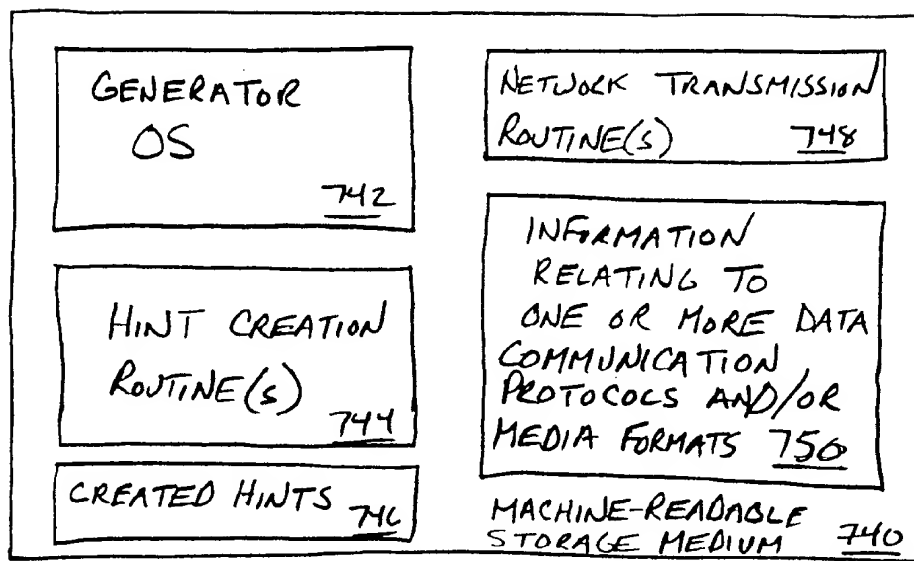 GENERATOR
OS
742
HINT CREATION
ROUTINE(S)
744
CREATED HINTS 746
NETWORK TRANSMISSION
ROUTINE(S) 748
INFORMATION
RELATING TO
ONE OR MORE DATA
COMMUNICATION
PROTOCOLS AND/OR
MEDIA FORMATS 750
MACHINE-READABLE
STORAGE MEDIUM 740